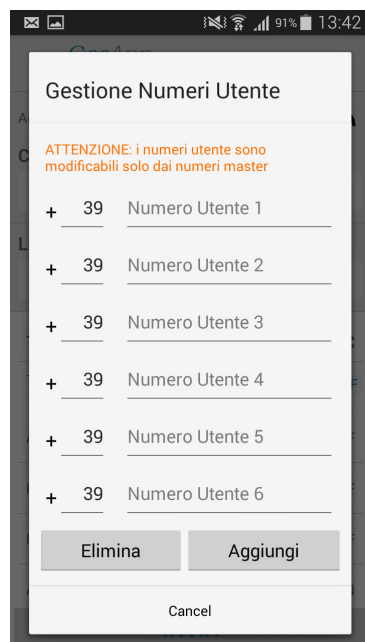 91% 13:42
Gestione Numeri Utente
ATTENZIONE: i numeri utente sono
modificabili solo dai numeri master
+ 39 Numero Utente 1
+ 39 Numero Utente 2
+ 39 Numero Utente 3
+ 39 Numero Utente 4
+ 39 Numero Utente 5
+ 39 Numero Utente 6
Elimina Aggiungi
Cancel